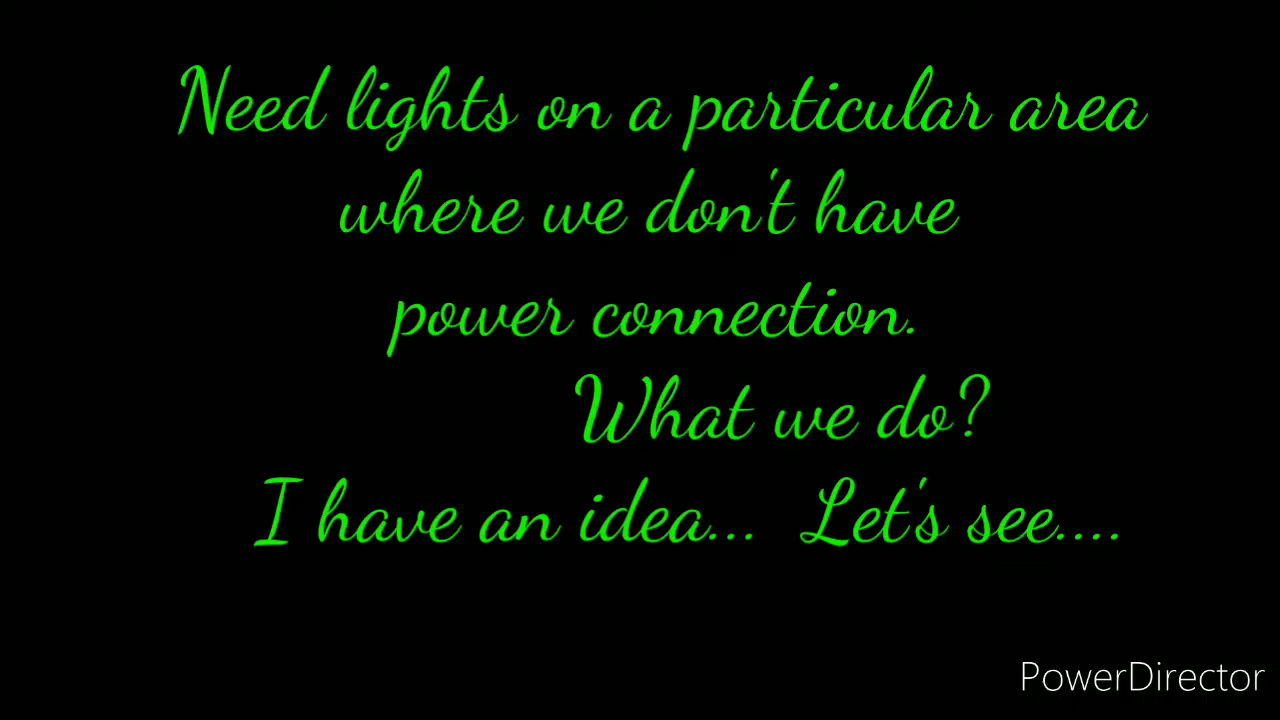 Need lights on a particular area
where we don't have
power connection.
What we do?
I have an idea... Let's see....
PowerDirector